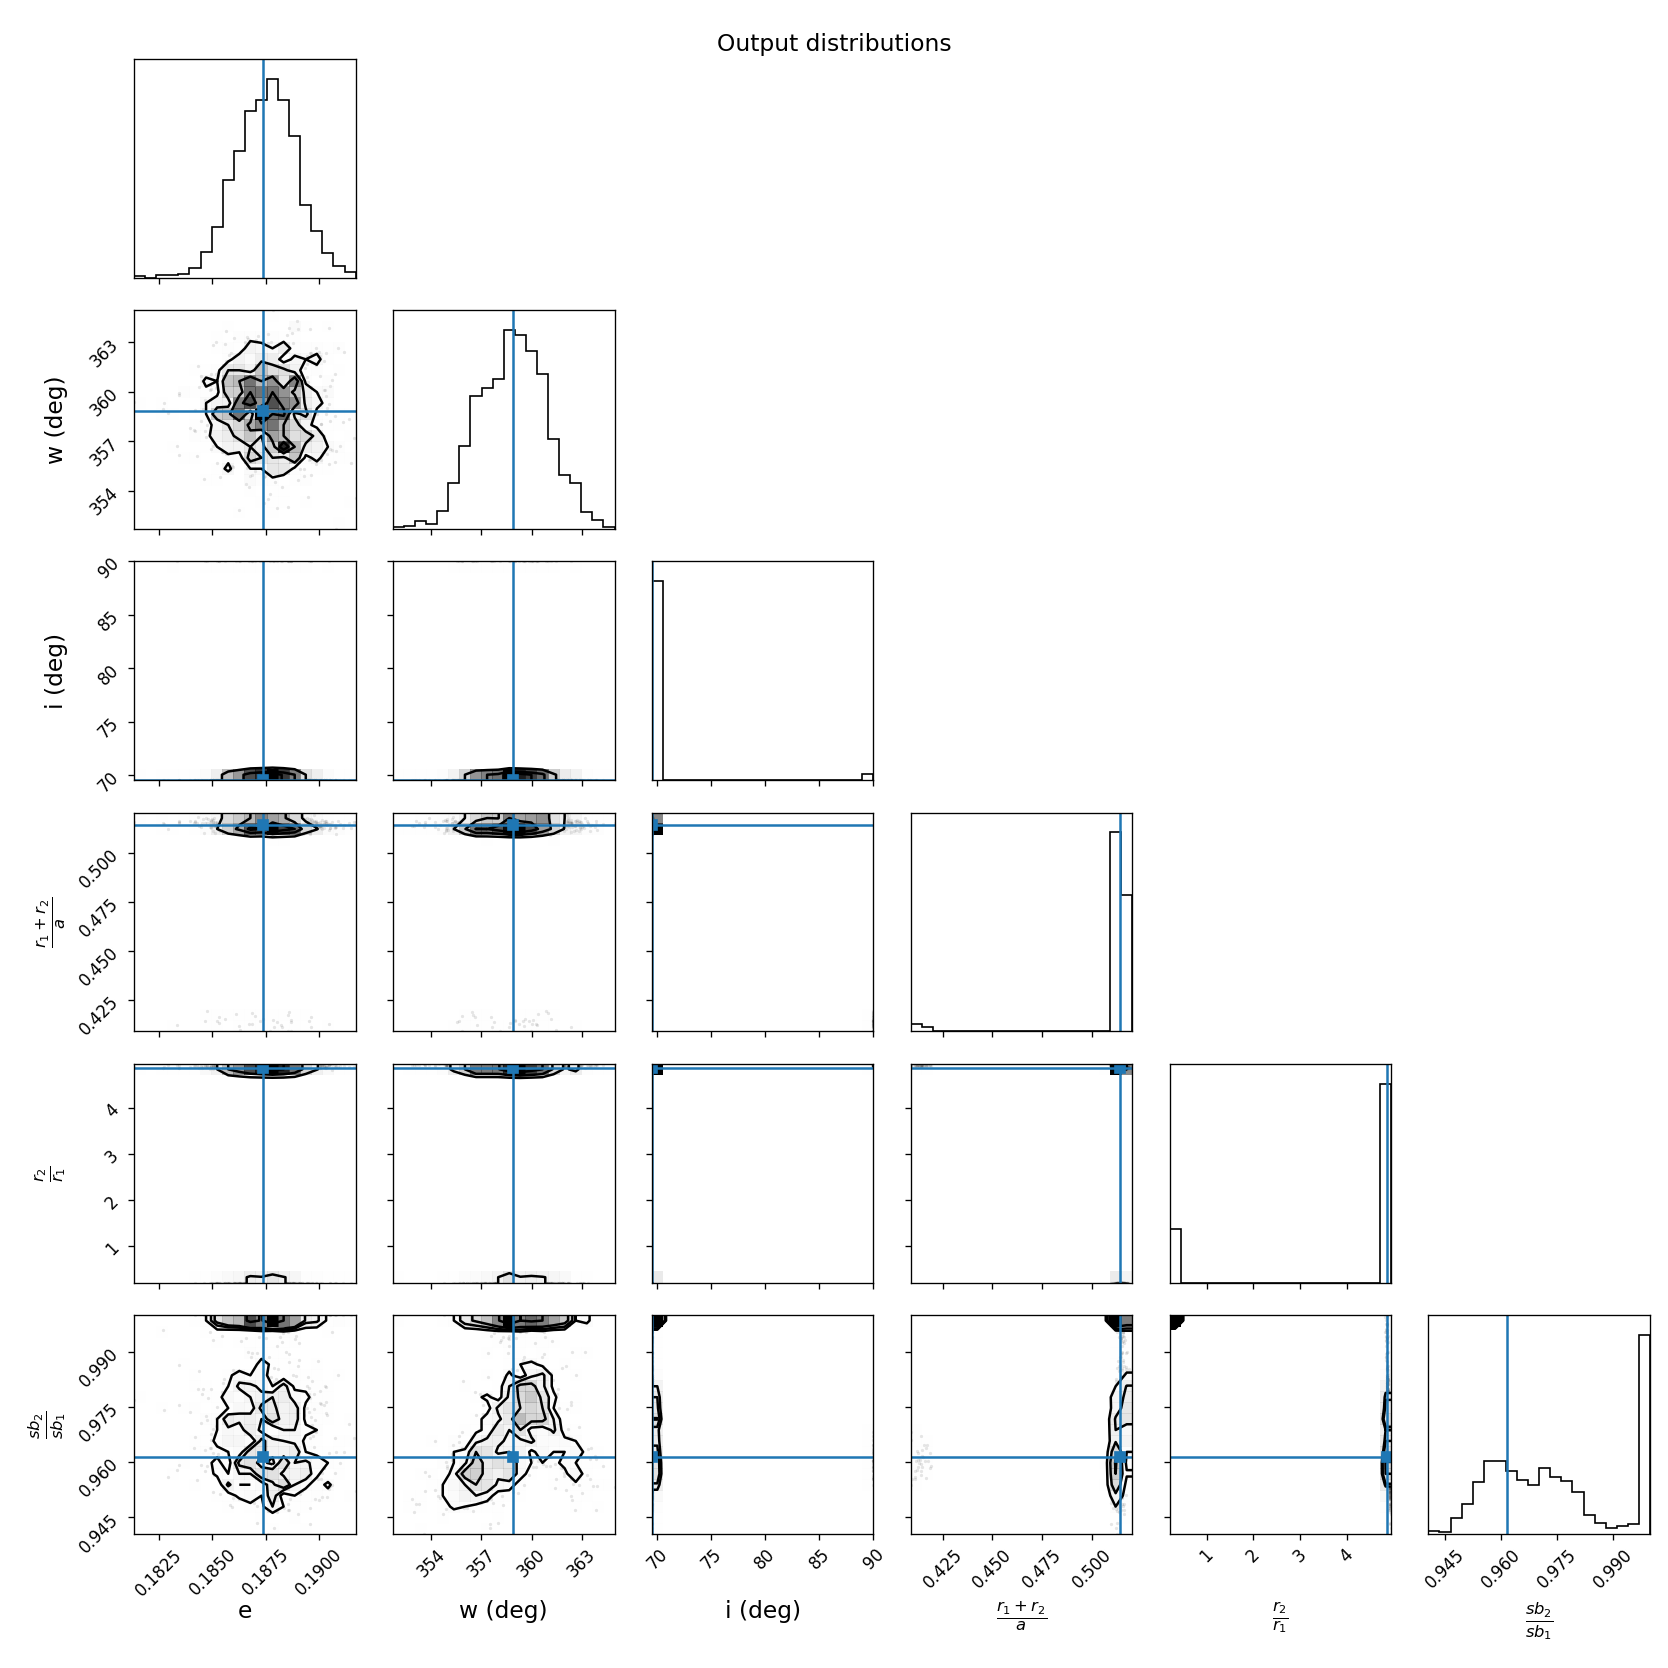 Output distributions
w (deg)
363
360
357
354
i (deg)
90
85
80
75
70
r₁ + r₂
a
0.500
0.475
0.450
0.425
r₂
r₁
4
3
2
1
sb₂
sb₁
0.990
0.975
0.960
0.945
0.1825 0.1850 0.1875 0.1900
354 357 360 363
70 75 80 85 90
0.425 0.450 0.475 0.500
1 2 3 4
0.945 0.960 0.975 0.990
e
w (deg)
i (deg)
r₁ + r₂
a
r₂
r₁
sb₂
sb₁